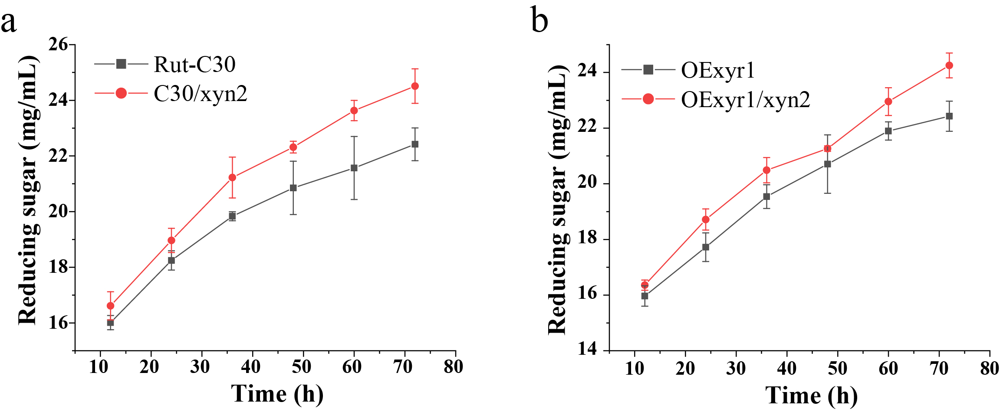 a
26
24
22
20
18
16
Reducing sugar (mg/mL)
Rut-C30
C30/xyn2
10 20 30 40 50 60 70 80
Time (h)
b
24
22
20
18
16
14
Reducing sugar (mg/mL)
OExyr1
OExyr1/xyn2
10 20 30 40 50 60 70 80
Time (h)